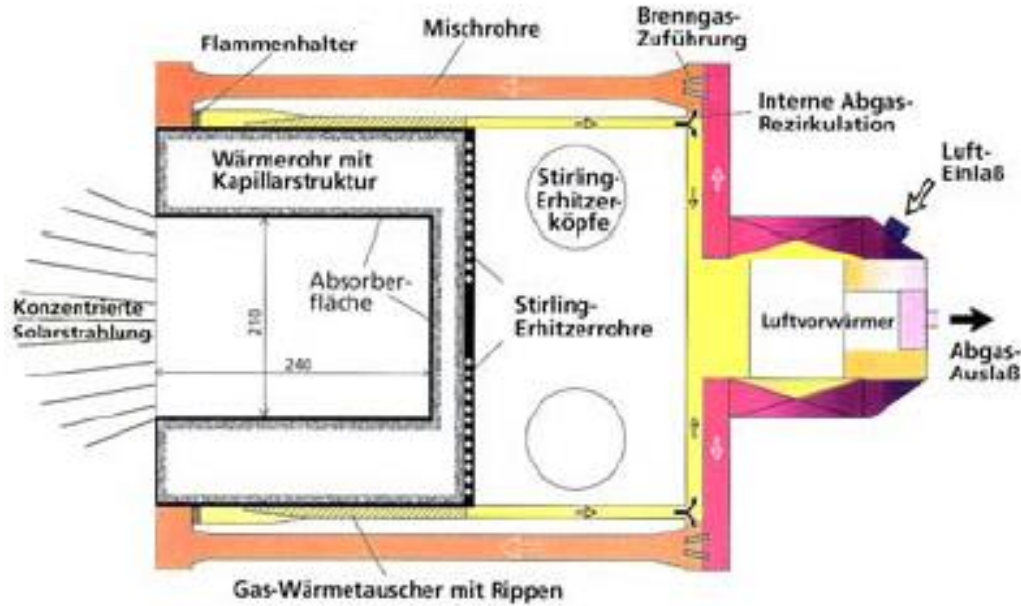 Flammenhalter
Mischrohre
Brenngas-
Zuführung
Interne Abgas-
Rezirkulation
Luft-
Einlaß
Wärmerohr mit
Kapillarstruktur
Stirling-
Erhitzer-
köpfe
Absorber-
fläche
Konzentrierte
Solarstrahlung
210
240
Stirling-
Erhitzerrohre
Luftvorwärmer
Abgas-
Auslaß
Gas-Wärmetauscher mit Rippen